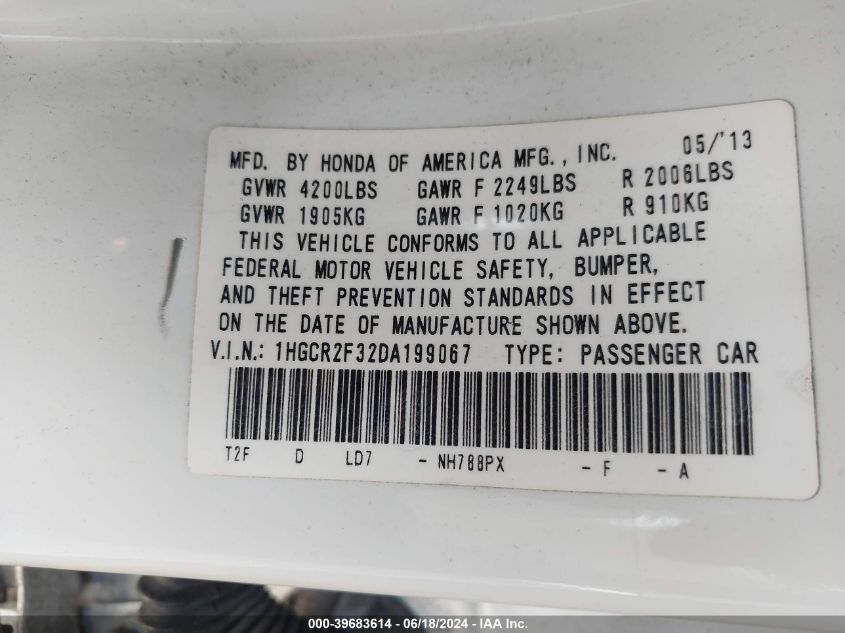 MFD. BY HONDA OF AMERICA MFG., INC. 05/'13
GVWR 4200LBS GAWR F 2249LBS R 2006LBS
GVWR 1905KG GAWR F 1020KG R 910KG
THIS VEHICLE CONFORMS TO ALL APPLICABLE
FEDERAL MOTOR VEHICLE SAFETY, BUMPER,
AND THEFT PREVENTION STANDARDS IN EFFECT
ON THE DATE OF MANUFACTURE SHOWN ABOVE.
V.I.N.: 1HGCR2F32DA199067 TYPE: PASSENGER CAR
T2F D LD7 - NH788PX - F - A
000-39683614 - 06/18/2024 - IAA Inc.